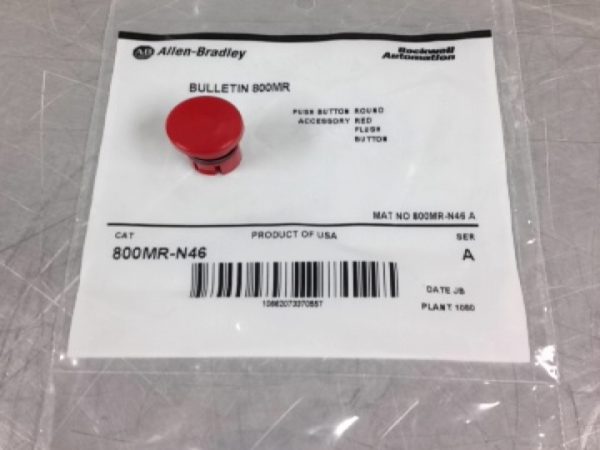 AB Allen-Bradley
Rockwell
Automation
BULLETIN 800MR
PUSH BUTTON ROUND
ACCESSORY RED
FLUSH
BUTTON
MAT NO 800MR-N46 A
CAT
PRODUCT OF USA
SER
800MR-N46
A
DATE JB
PLANT 1080